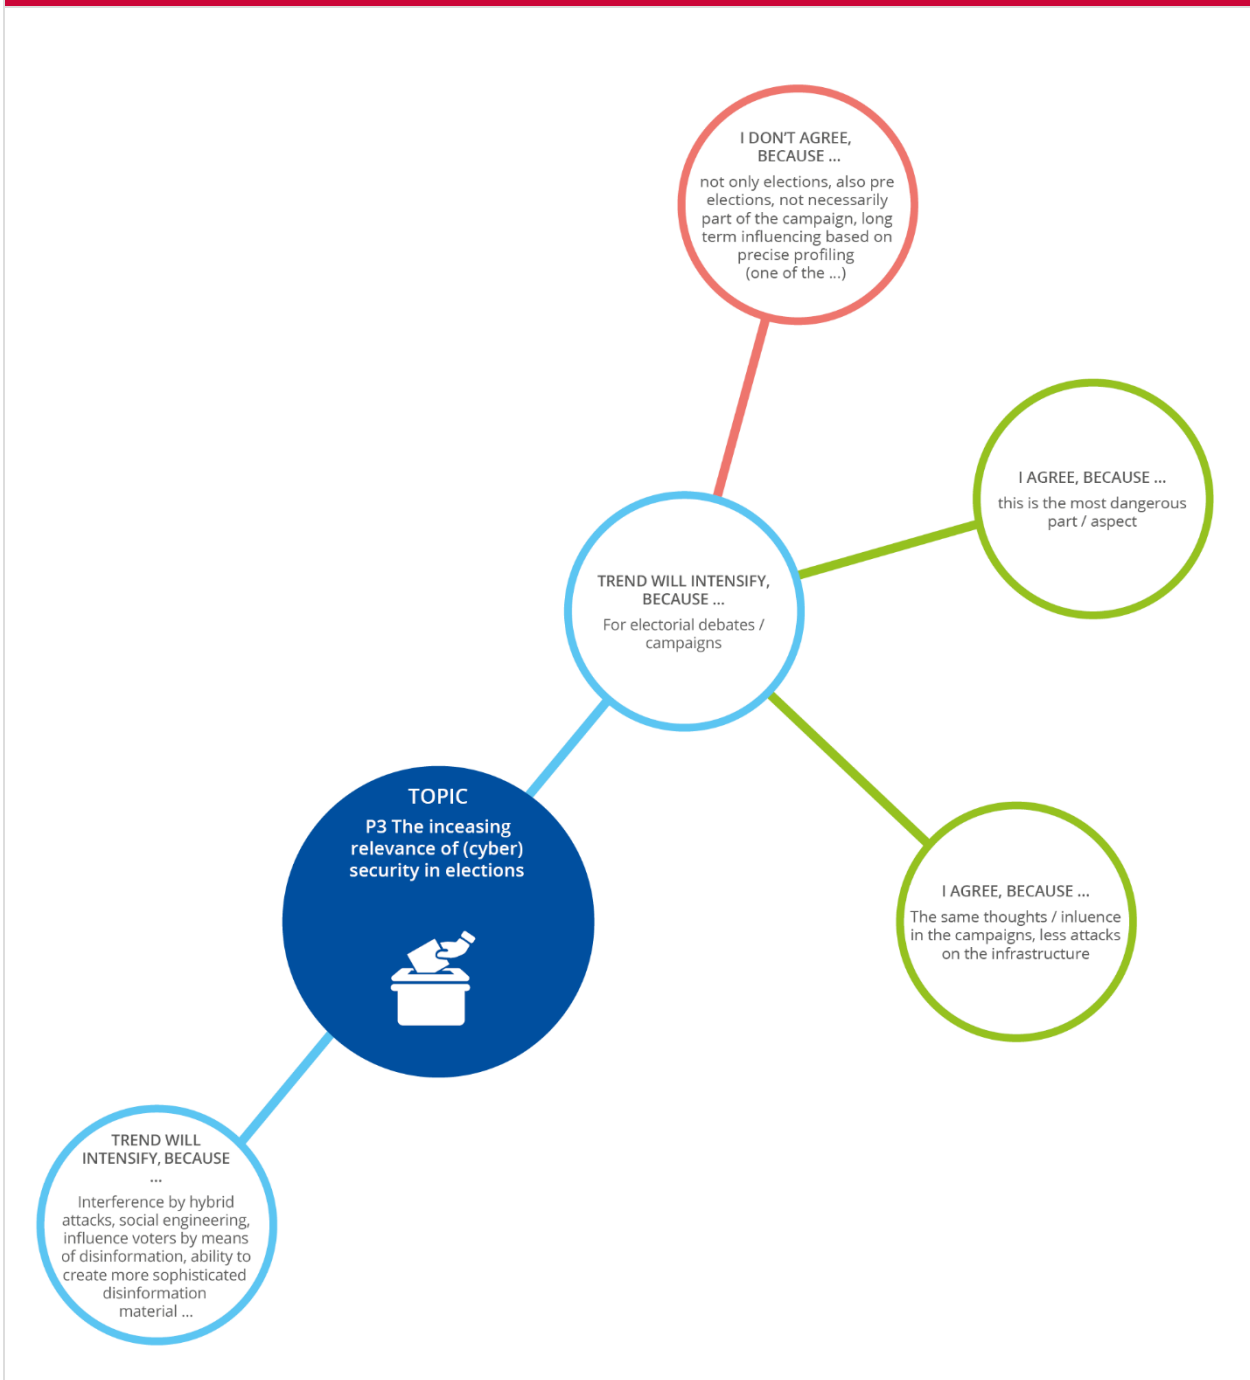 I DON'T AGREE,
BECAUSE ...
not only elections, also pre
elections, not necessarily
part of the campaign, long
term influencing based on
precise profiling
(one of the ...)
I AGREE, BECAUSE ...
this is the most dangerous
part / aspect
TREND WILL INTENSIFY,
BECAUSE ...
For electorial debates /
campaigns
TOPIC
P3 The inceasing
relevance of (cyber)
security in elections
I AGREE, BECAUSE ...
The same thoughts / inluence
in the campaigns, less attacks
on the infrastructure
TREND WILL
INTENSIFY, BECAUSE
...
Interference by hybrid
attacks, social engineering,
influence voters by means
of disinformation, ability to
create more sophisticated
disinformation
material ...